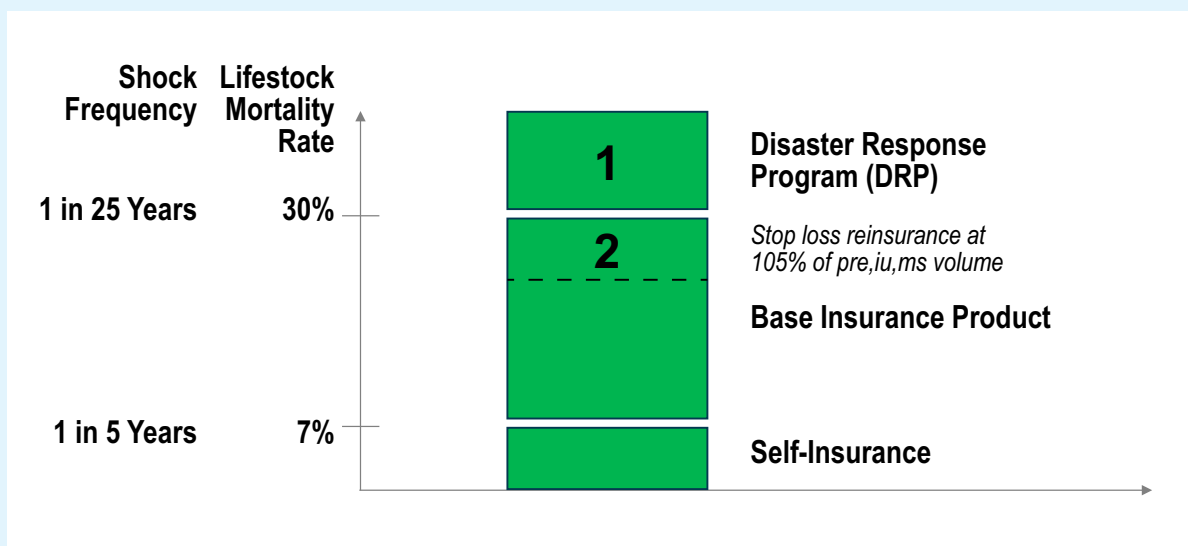 Shock
Frequency
Lifestock
Mortality
Rate
1
Disaster Response
Program (DRP)
1 in 25 Years
30%
2
Stop loss reinsurance at
105% of pre,iu,ms volume
Base Insurance Product
1 in 5 Years
7%
Self-Insurance